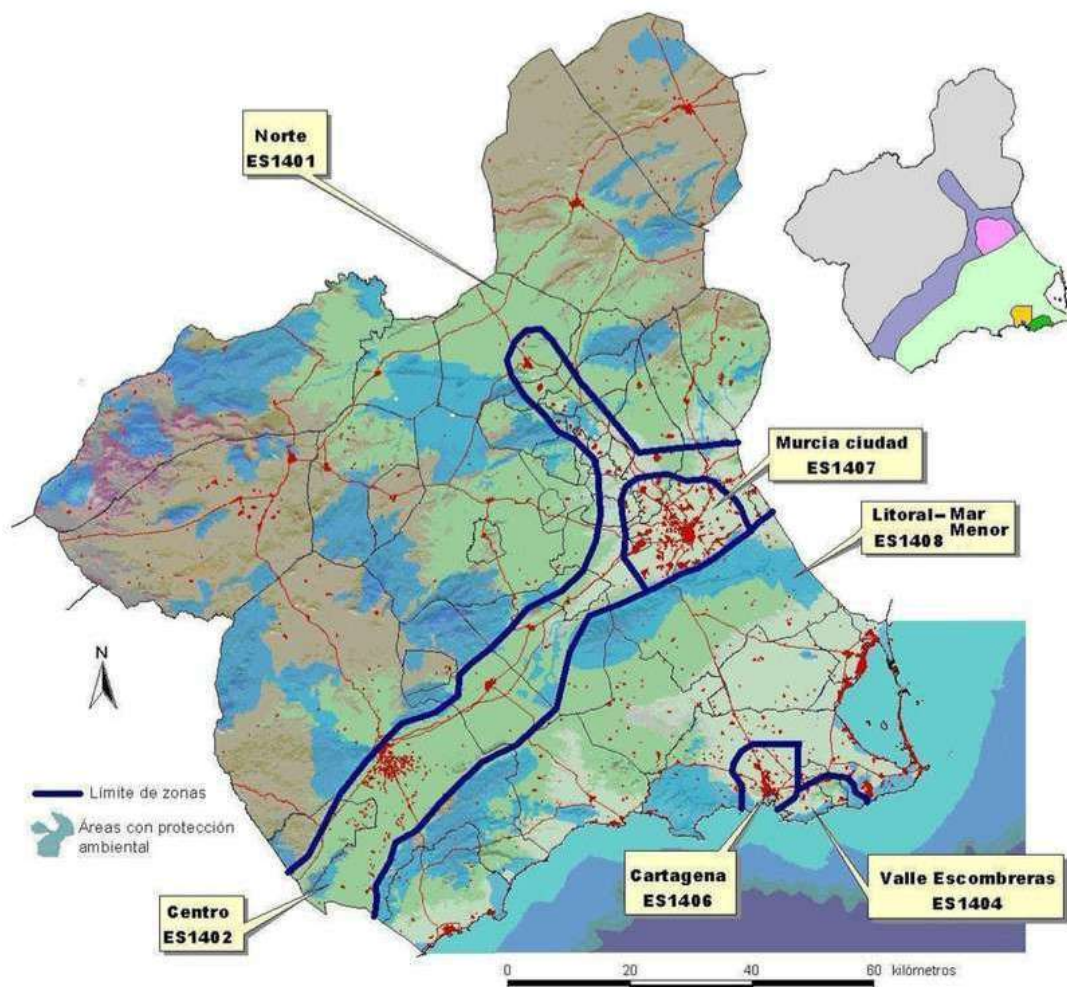 Norte
ES1401
Murcia ciudad
ES1407
Litoral-Mar
Menor
ES1408
N
Límite de zonas
Áreas con protección
ambiental
Centro
ES1402
Cartagena
ES1406
Valle Escombreras
ES1404
0 20 40 60 kilómetros